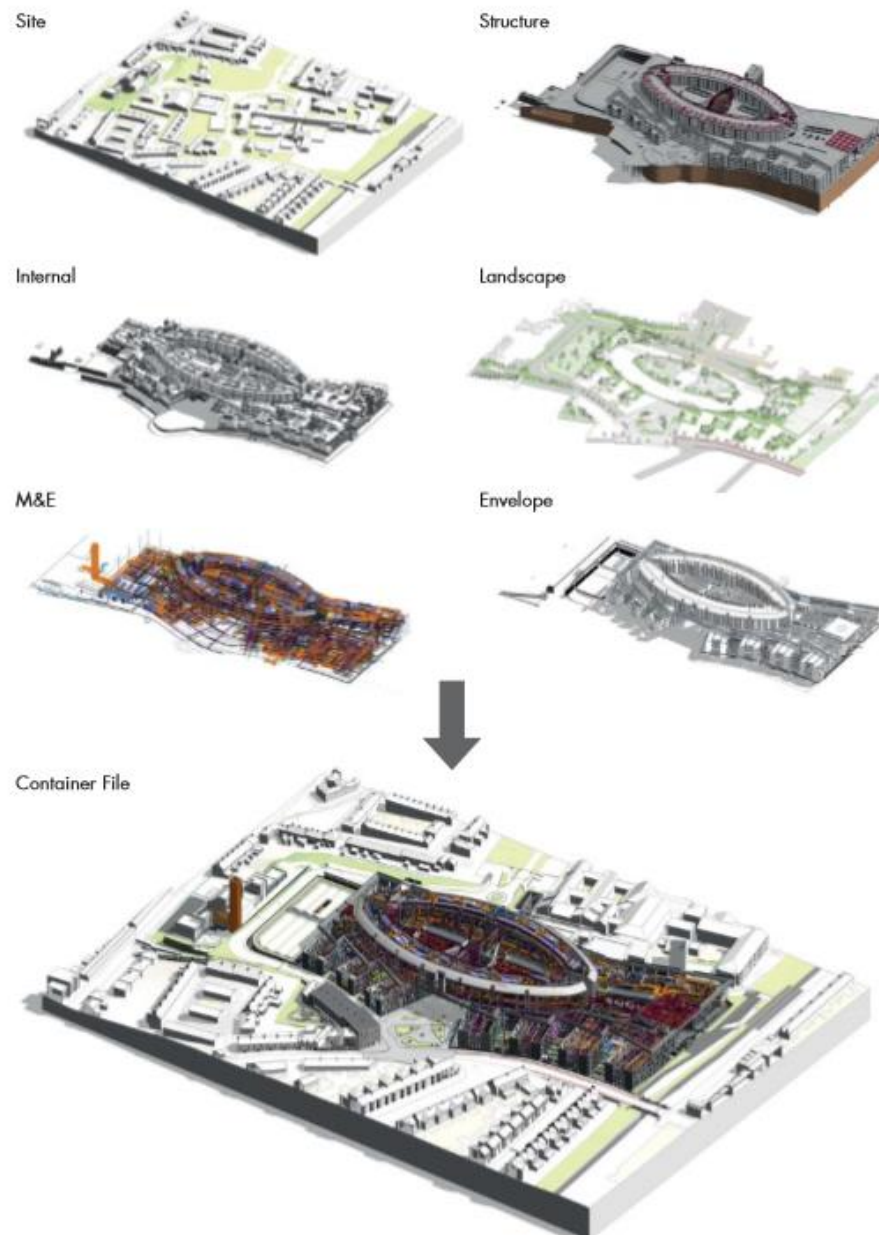 Site
Structure
Internal
Landscape
M&E
Envelope
Container File